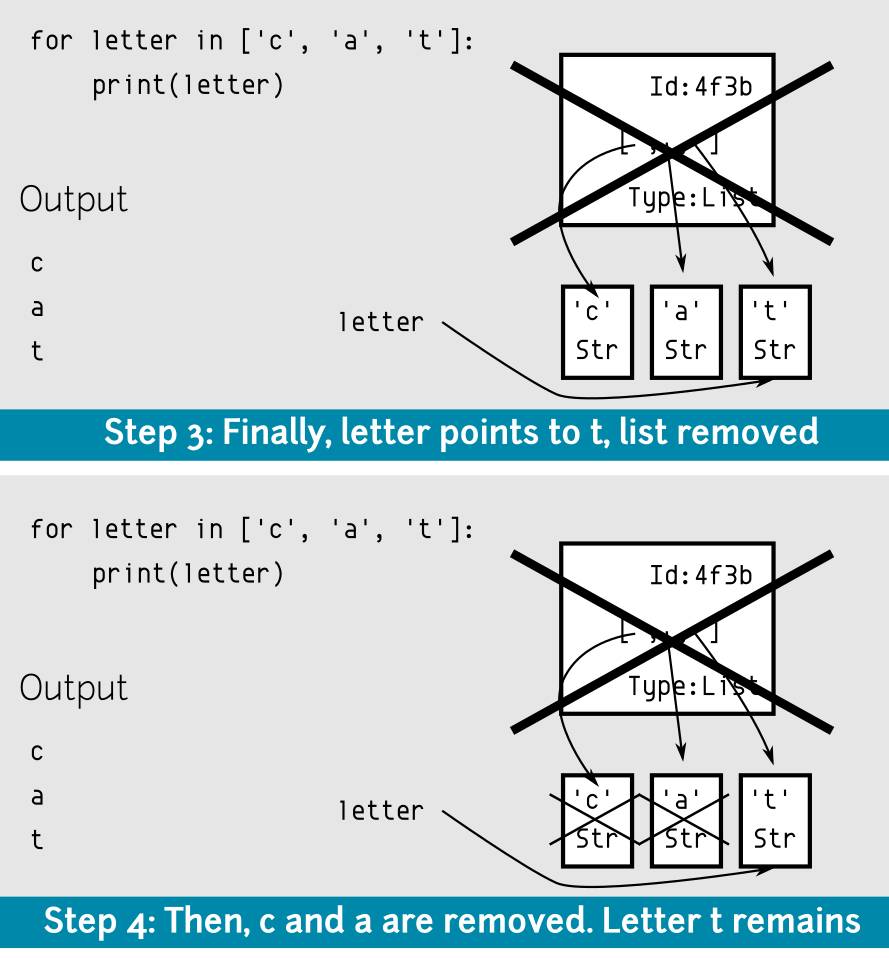 for letter in ['c', 'a', 't']:
    print(letter)
Id:4f3b
[ , , ]
Type:List
Output
c
a
t
letter
'c' 'a' 't'
Str Str Str
Step 3: Finally, letter points to t, list removed
for letter in ['c', 'a', 't']:
    print(letter)
Id:4f3b
[ , , ]
Type:List
Output
c
a
t
letter
'c' 'a' 't'
Str Str Str
Step 4: Then, c and a are removed. Letter t remains